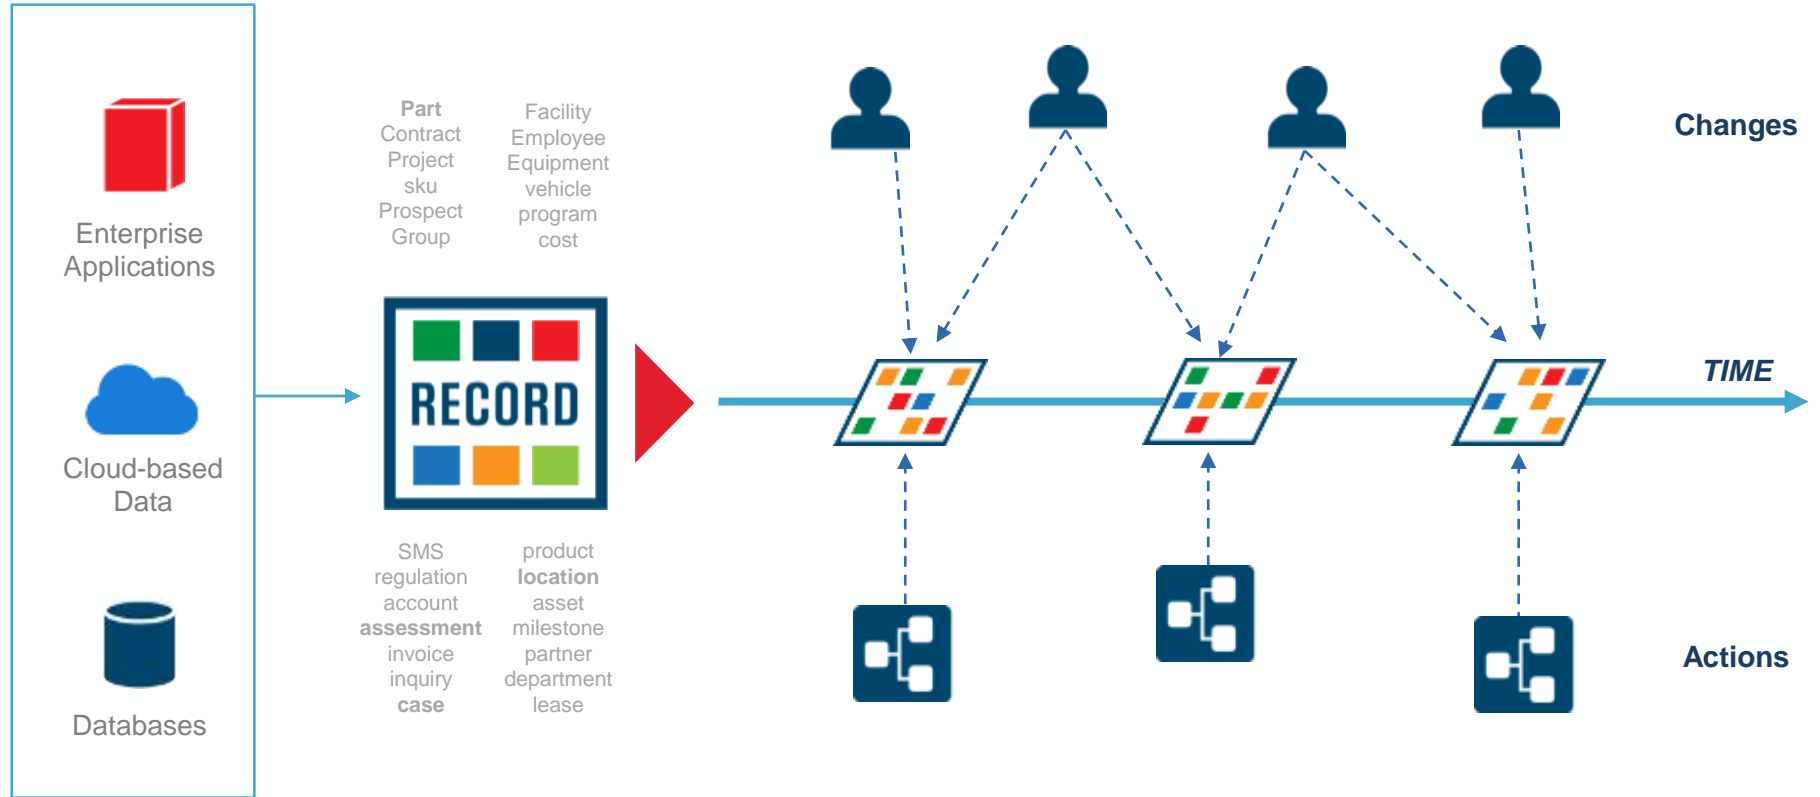 Enterprise
Applications
Cloud-based
Data
Databases
Part
Contract
Project
sku
Prospect
Group
Facility
Employee
Equipment
vehicle
program
cost
RECORD
SMS
regulation
account
assessment
invoice
inquiry
case
product
location
asset
milestone
partner
department
lease
Changes
TIME
Actions